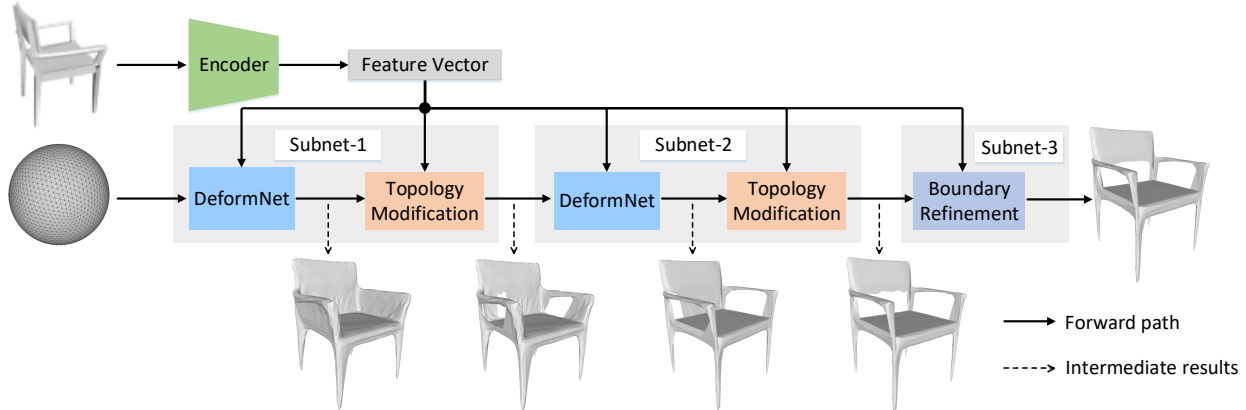 Encoder
Feature Vector
Subnet-1
Subnet-2
Subnet-3
DeformNet
Topology
Modification
DeformNet
Topology
Modification
Boundary
Refinement
Forward path
Intermediate results